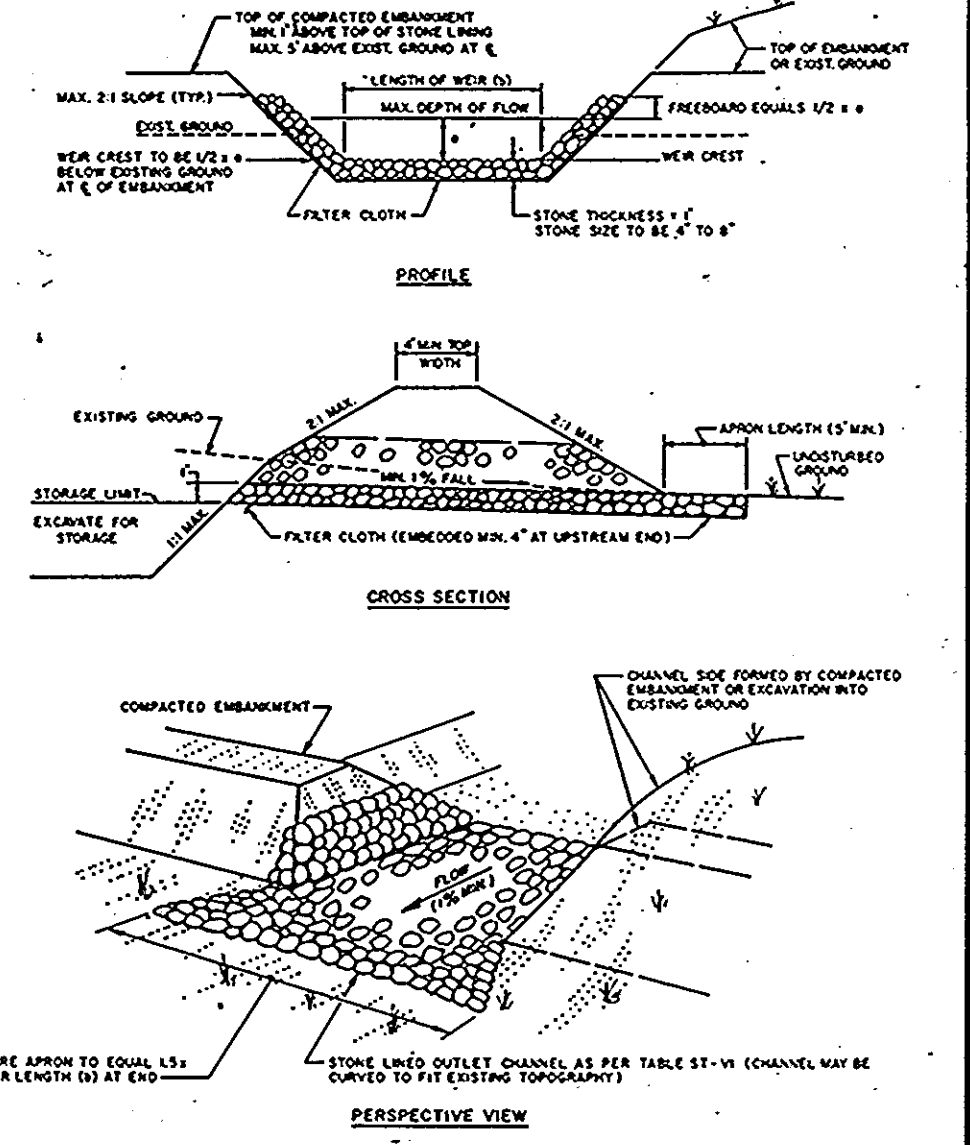 TOP OF COMPACTED EMBANKMENT
MIN. 1' ABOVE TOP OF STONE LINING
MAX. 5' ABOVE EXIST. GROUND AT ℄
TOP OF EMBANKMENT
OR EXIST. GROUND
LENGTH OF WEIR (b)
MAX. 2:1 SLOPE (TYP.)
MAX. DEPTH OF FLOW
FREEBOARD EQUALS 1/2 x e
EXIST. GROUND
e
WEIR CREST TO BE 1/2 x e
BELOW EXISTING GROUND
AT ℄ OF EMBANKMENT
WEIR CREST
FILTER CLOTH
STONE THICKNESS = 1'
STONE SIZE TO BE 4" TO 8"
PROFILE
4' MIN. TOP
WIDTH
2:1 MAX.
2:1 MAX.
EXISTING GROUND
APRON LENGTH (5' MIN.)
UNDISTURBED
GROUND
1'
MIN. 1% FALL
STORAGE LIMIT
EXCAVATE FOR
STORAGE
1:1 MAX.
FILTER CLOTH (EMBEDDED MIN. 4" AT UPSTREAM END)
CROSS SECTION
CHANNEL SIDE FORMED BY COMPACTED
EMBANKMENT OR EXCAVATION INTO
EXISTING GROUND
COMPACTED EMBANKMENT
FLOW
(1% MIN.)
RE APRON TO EQUAL 1.5x
R LENGTH (b) AT END
STONE LINED OUTLET CHANNEL AS PER TABLE ST-VI (CHANNEL MAY BE
CURVED TO FIT EXISTING TOPOGRAPHY)
PERSPECTIVE VIEW